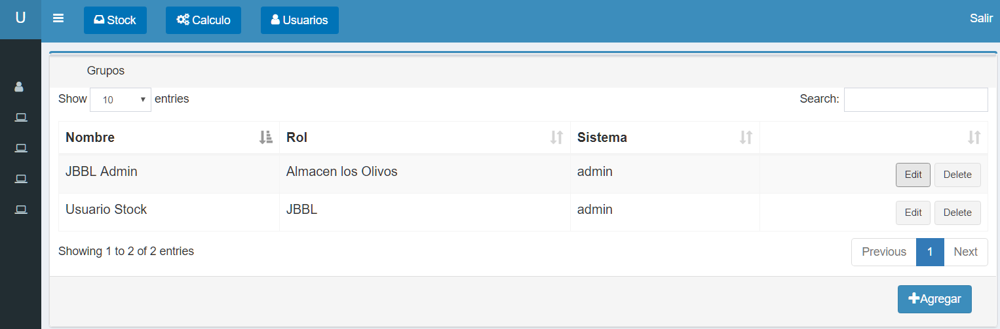 U Stock Calculo Usuarios Salir
Grupos
Show 10 entries Search:
Nombre Rol Sistema
JBBL Admin Almacen los Olivos admin Edit Delete
Usuario Stock JBBL admin Edit Delete
Showing 1 to 2 of 2 entries Previous 1 Next
Agregar